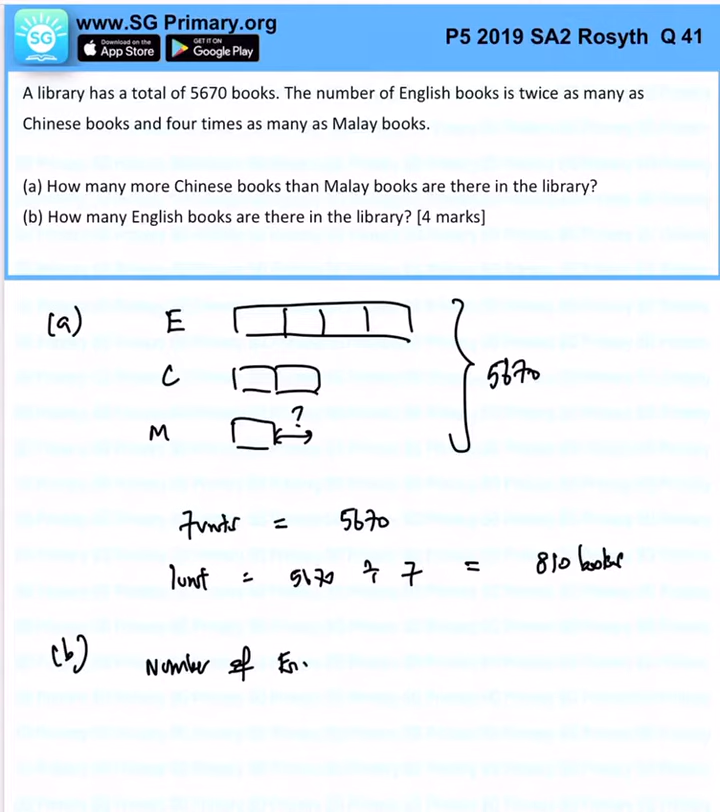 www.SG Primary.org
SG
Download on the App Store
GET IT ON Google Play
P5 2019 SA2 Rosyth Q 41
A library has a total of 5670 books. The number of English books is twice as many as
Chinese books and four times as many as Malay books.
(a) How many more Chinese books than Malay books are there in the library?
(b) How many English books are there in the library? [4 marks]
(a) E
C
5670
?
M
7units = 5670
1unit = 5670 ÷ 7 = 810 books
(b) Number of En.